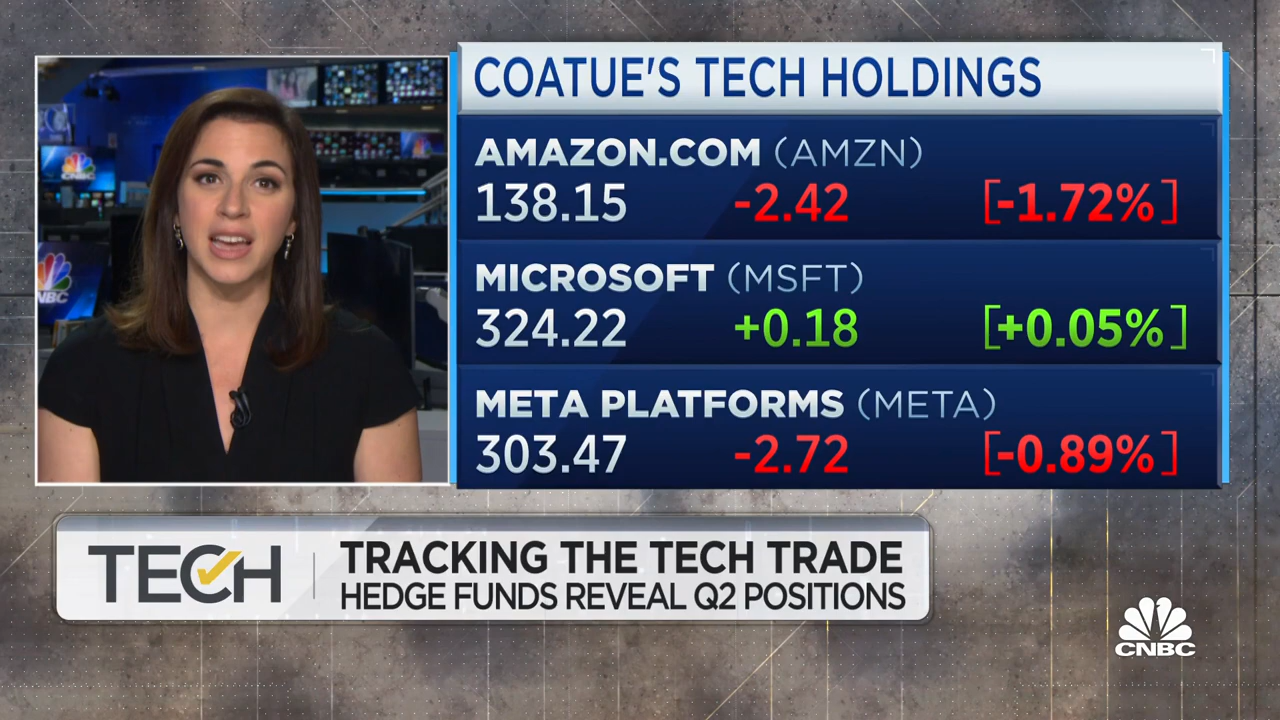 COATUE'S TECH HOLDINGS
AMAZON.COM (AMZN)
138.15 -2.42 [-1.72%]
MICROSOFT (MSFT)
324.22 +0.18 [+0.05%]
META PLATFORMS (META)
303.47 -2.72 [-0.89%]
TECH
TRACKING THE TECH TRADE
HEDGE FUNDS REVEAL Q2 POSITIONS
CNBC
NBC